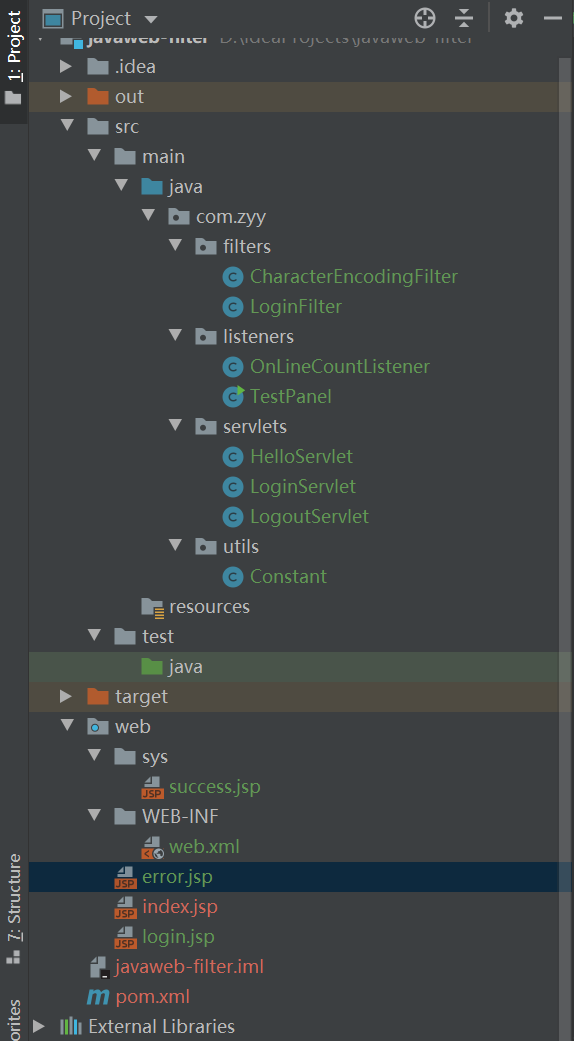 1: Project
Project
javaweb-filter D:\IdeaProjects\javaweb-filter
.idea
out
src
main
java
com.zyy
filters
CharacterEncodingFilter
LoginFilter
listeners
OnLineCountListener
TestPanel
servlets
HelloServlet
LoginServlet
LogoutServlet
utils
Constant
resources
test
java
target
web
sys
success.jsp
WEB-INF
web.xml
error.jsp
index.jsp
login.jsp
javaweb-filter.iml
pom.xml
External Libraries
7: Structure
orites